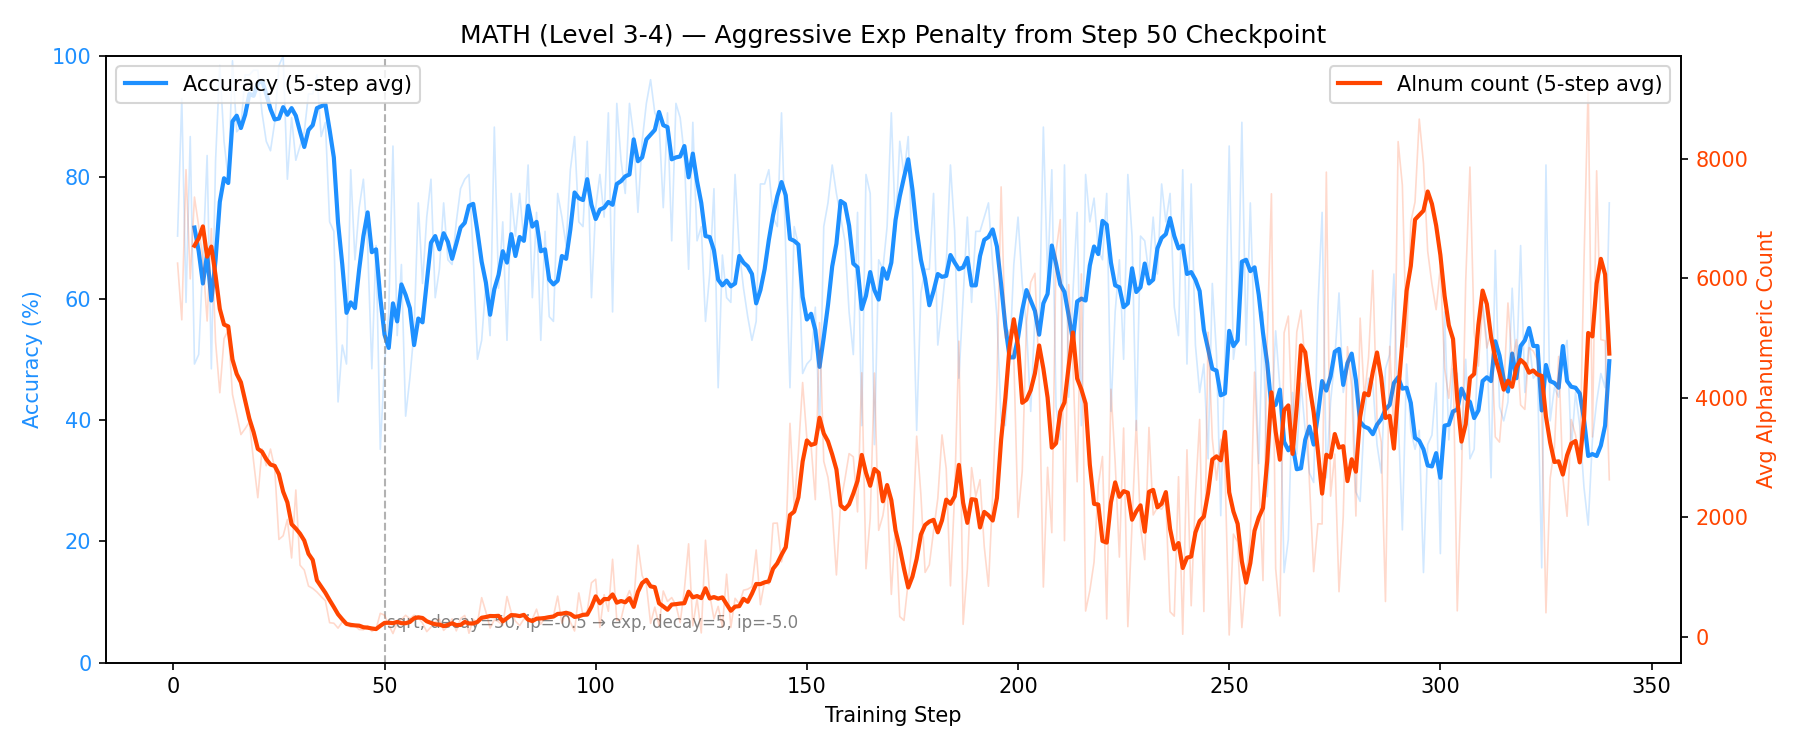 MATH (Level 3-4) — Aggressive Exp Penalty from Step 50 Checkpoint
Accuracy (5-step avg)
Alnum count (5-step avg)
100
80
60
40
20
0
Accuracy (%)
8000
6000
4000
2000
0
Avg Alphanumeric Count
sqrt, decay=50, ip=-0.5 → exp, decay=5, ip=-5.0
0
50
100
150
200
250
300
350
Training Step